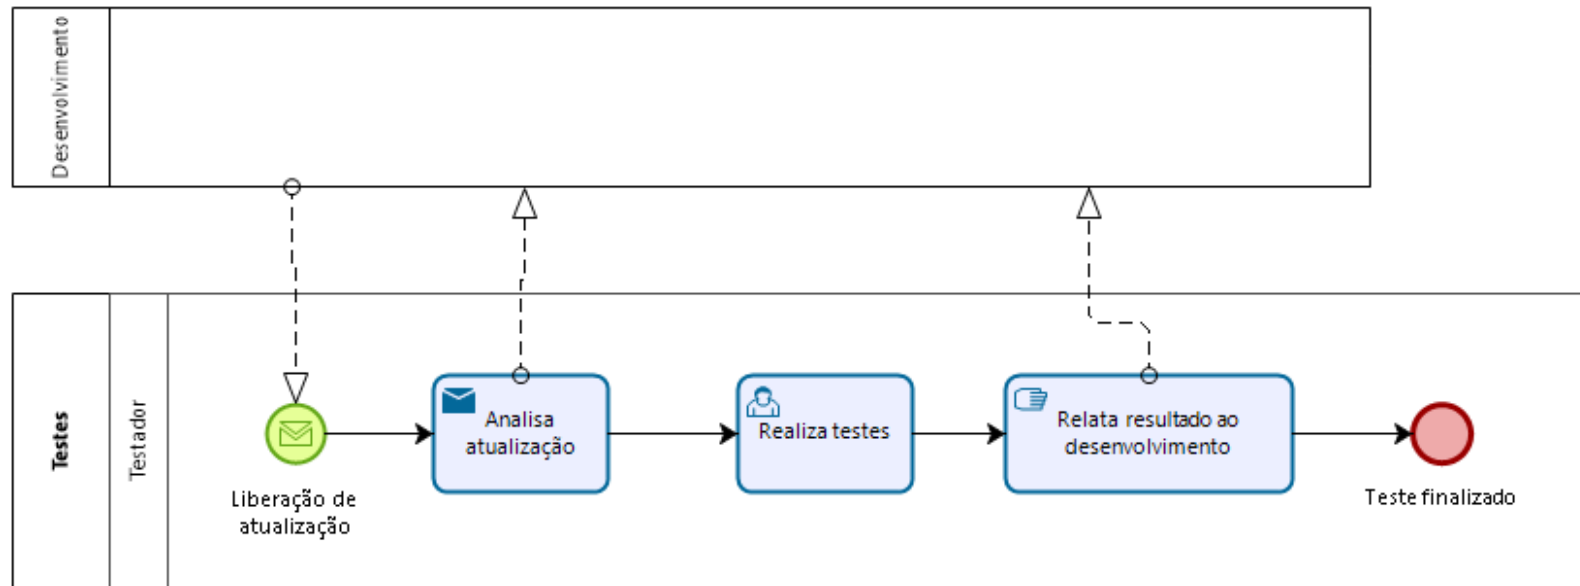 Desenvolvimento
Testes
Testador
Liberação de
atualização
Analisa
atualização
Realiza testes
Relata resultado ao
desenvolvimento
Teste finalizado